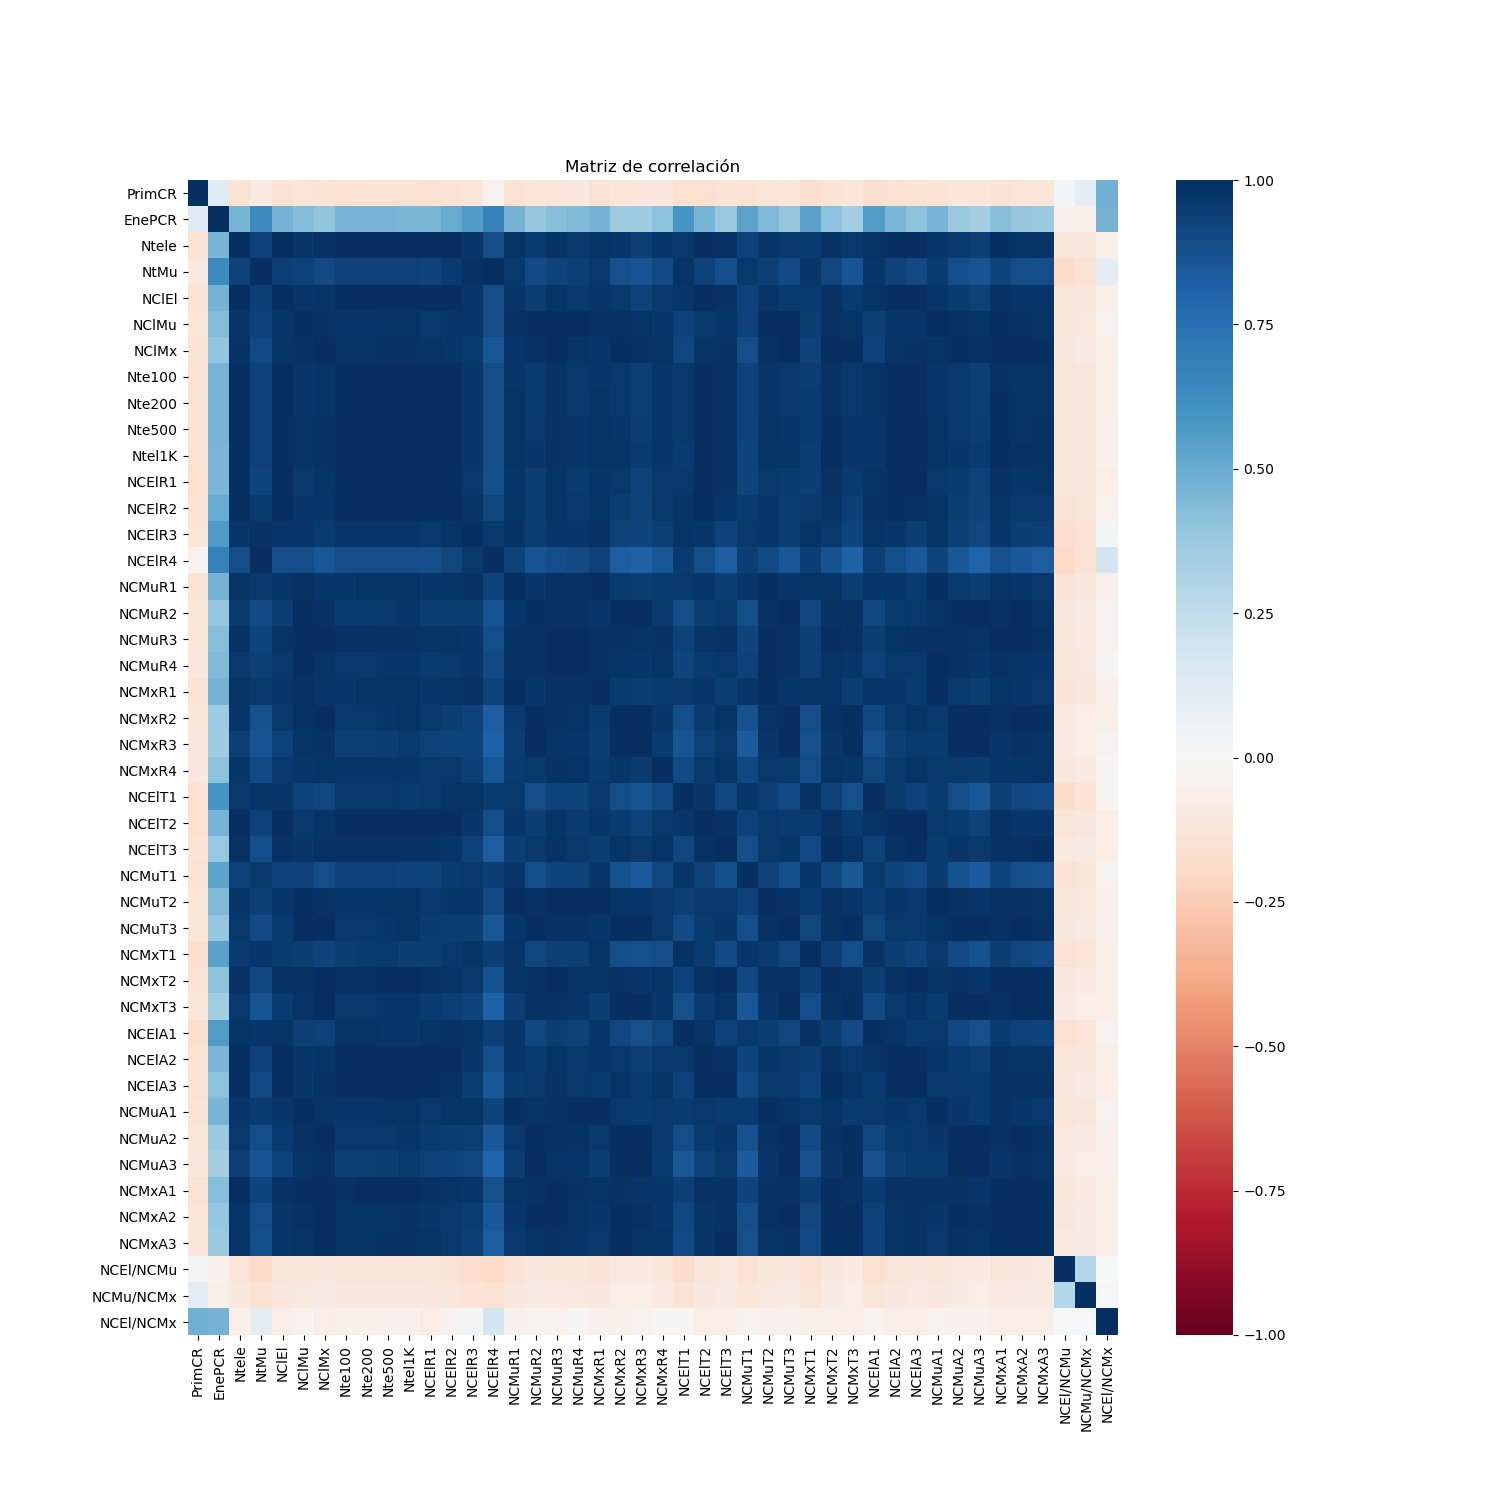 Matriz de correlación
PrimCR
EnePCR
Ntele
NtMu
NClEl
NClMu
NClMx
Nte100
Nte200
Nte500
Ntel1K
NCElR1
NCElR2
NCElR3
NCElR4
NCMuR1
NCMuR2
NCMuR3
NCMuR4
NCMxR1
NCMxR2
NCMxR3
NCMxR4
NCElT1
NCElT2
NCElT3
NCMuT1
NCMuT2
NCMuT3
NCMxT1
NCMxT2
NCMxT3
NCElA1
NCElA2
NCElA3
NCMuA1
NCMuA2
NCMuA3
NCMxA1
NCMxA2
NCMxA3
NCEl/NCMu
NCMu/NCMx
NCEl/NCMx
PrimCR
EnePCR
Ntele
NtMu
NClEl
NClMu
NClMx
Nte100
Nte200
Nte500
Ntel1K
NCElR1
NCElR2
NCElR3
NCElR4
NCMuR1
NCMuR2
NCMuR3
NCMuR4
NCMxR1
NCMxR2
NCMxR3
NCMxR4
NCElT1
NCElT2
NCElT3
NCMuT1
NCMuT2
NCMuT3
NCMxT1
NCMxT2
NCMxT3
NCElA1
NCElA2
NCElA3
NCMuA1
NCMuA2
NCMuA3
NCMxA1
NCMxA2
NCMxA3
NCEl/NCMu
NCMu/NCMx
NCEl/NCMx
1.00
0.75
0.50
0.25
0.00
−0.25
−0.50
−0.75
−1.00